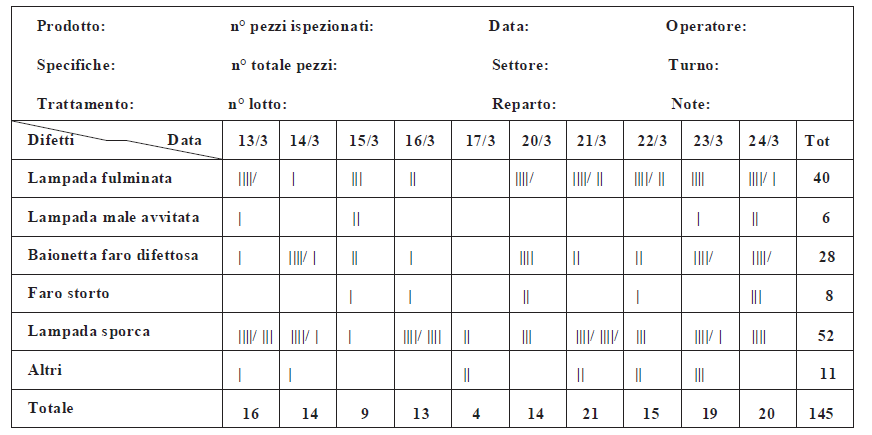 Prodotto: n° pezzi ispezionati: Data: Operatore:
Specifiche: n° totale pezzi: Settore: Turno:
Trattamento: n° lotto: Reparto: Note:
Difetti Data 13/3 14/3 15/3 16/3 17/3 20/3 21/3 22/3 23/3 24/3 Tot
Lampada fulminata ||||/ | ||| || ||||/ ||||/ || ||||/ || |||| ||||/ | 40
Lampada male avvitata | || | || 6
Baionetta faro difettosa | ||||/ | || | |||| || || ||||/ ||||/ 28
Faro storto | | || | ||| 8
Lampada sporca ||||/ ||| ||||/ | | ||||/ |||| || ||| ||||/ ||||/ ||| ||||/ | |||| 52
Altri | | || || || ||| 11
Totale 16 14 9 13 4 14 21 15 19 20 145